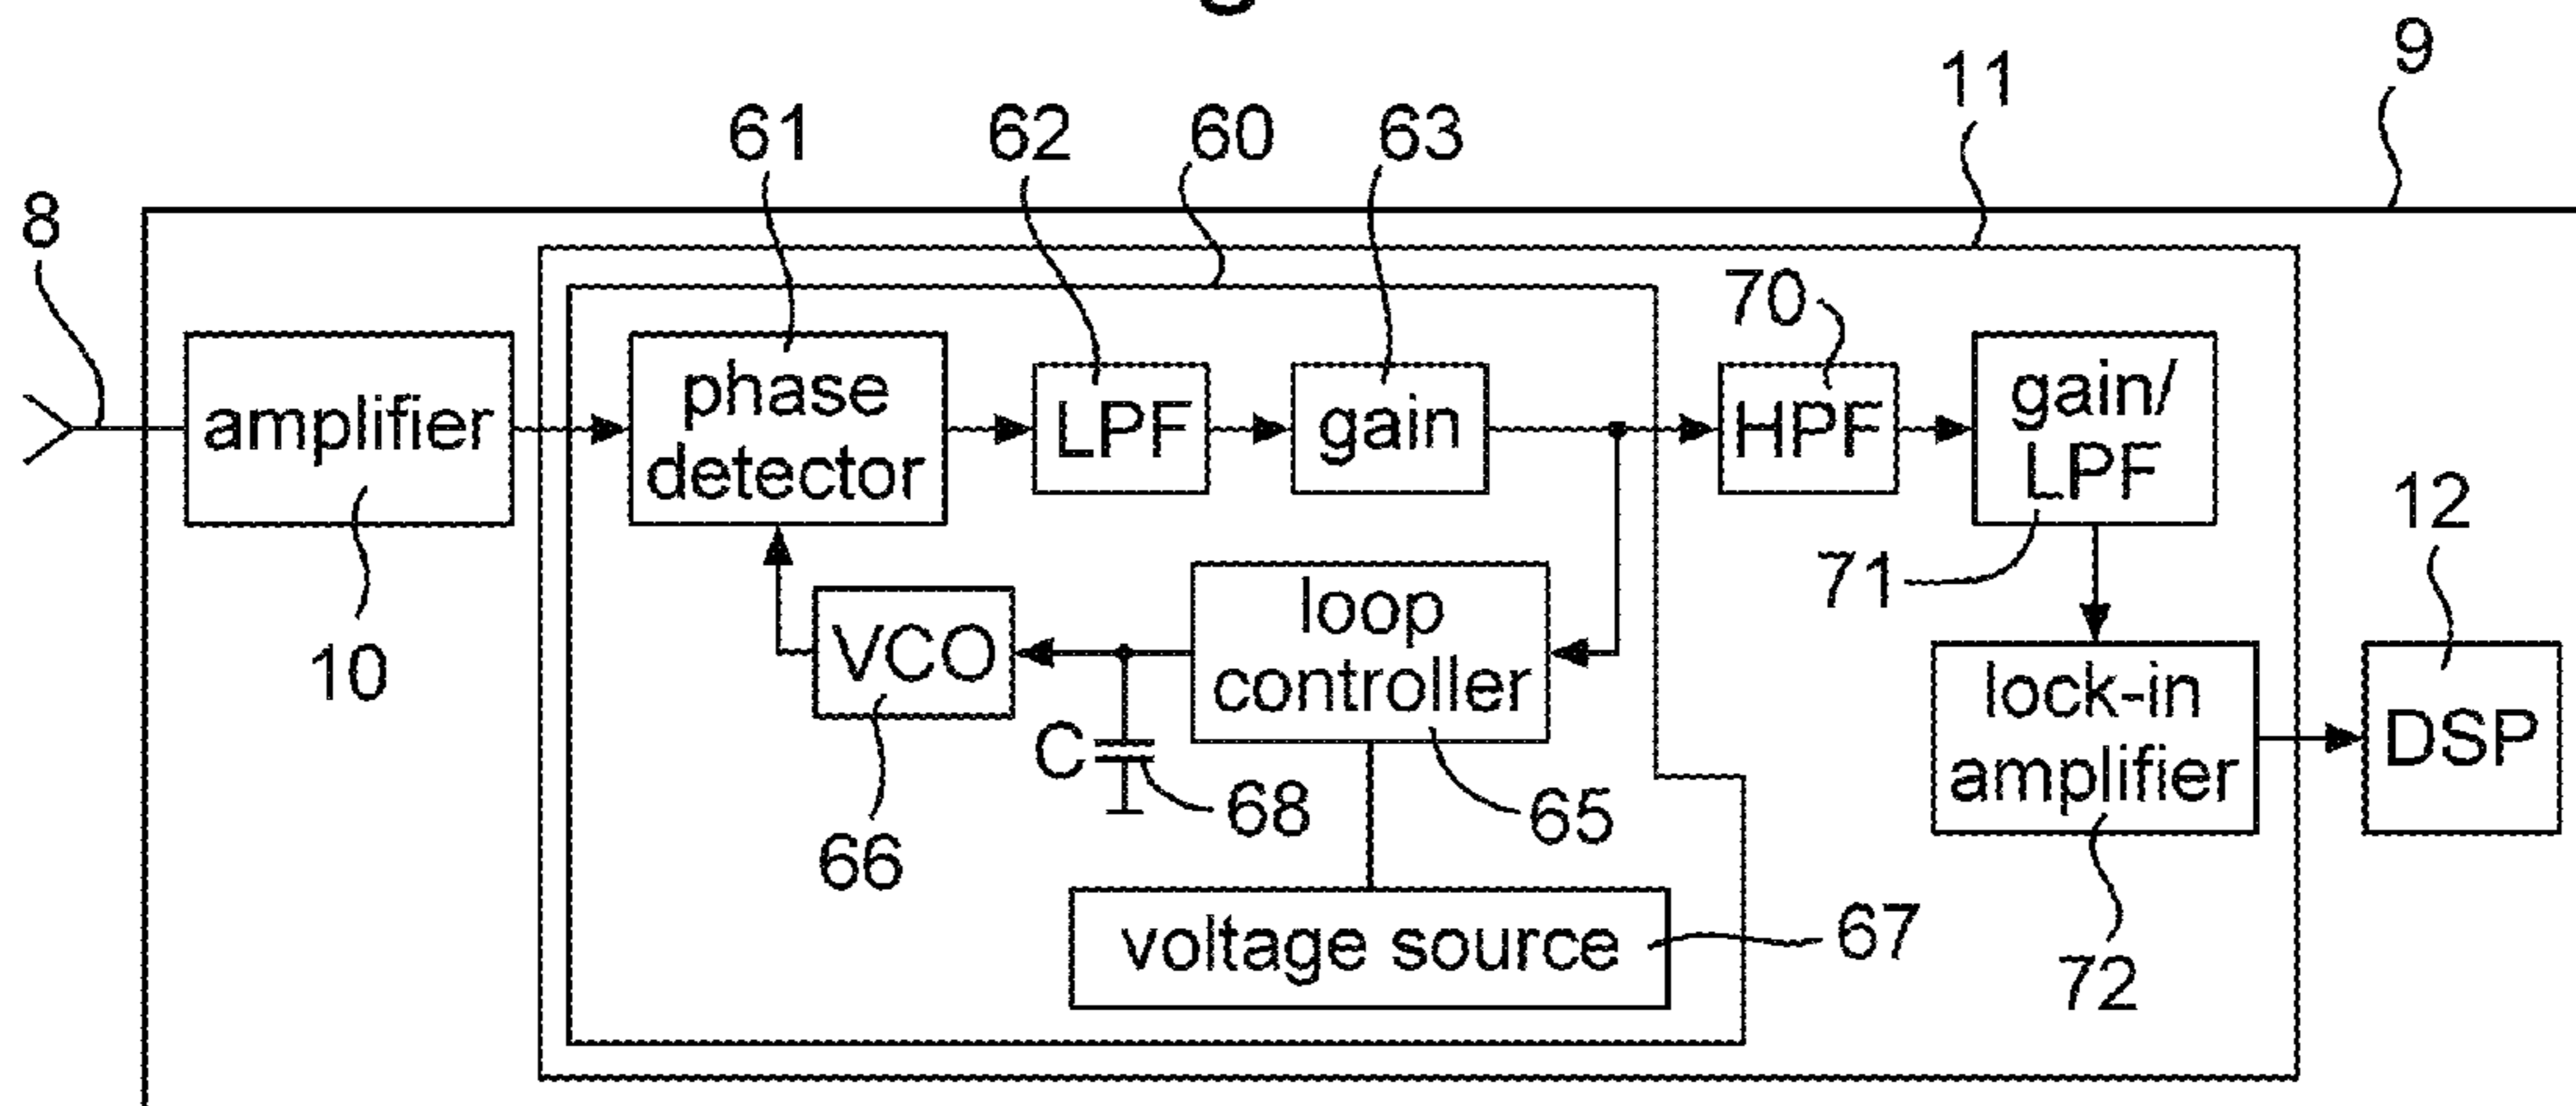 9
11
61
62
60
63
8
70
amplifier
phase
detector
LPF
gain
HPF
gain/
LPF
12
71
10
VCO
loop
controller
lock-in
amplifier
DSP
C
68
65
66
voltage source
67
72